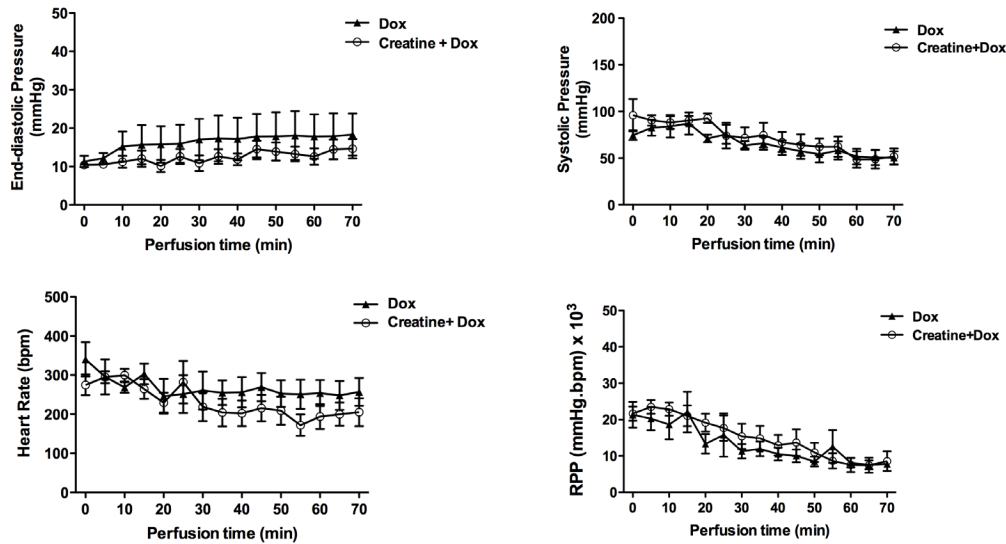 Dox
Creatine + Dox
End-diastolic Pressure
(mmHg)
50
40
30
20
10
0
0 10 20 30 40 50 60 70
Perfusion time (min)
Dox
Creatine+Dox
Systolic Pressure
(mmHg)
200
150
100
50
0
0 10 20 30 40 50 60 70
Perfusion time (min)
Dox
Creatine+ Dox
Heart Rate (bpm)
500
400
300
200
100
0
0 10 20 30 40 50 60 70
Perfusion time (min)
Dox
Creatine+Dox
RPP (mmHg.bpm) x 10³
50
40
30
20
10
0
0 10 20 30 40 50 60 70
Perfusion time (min)